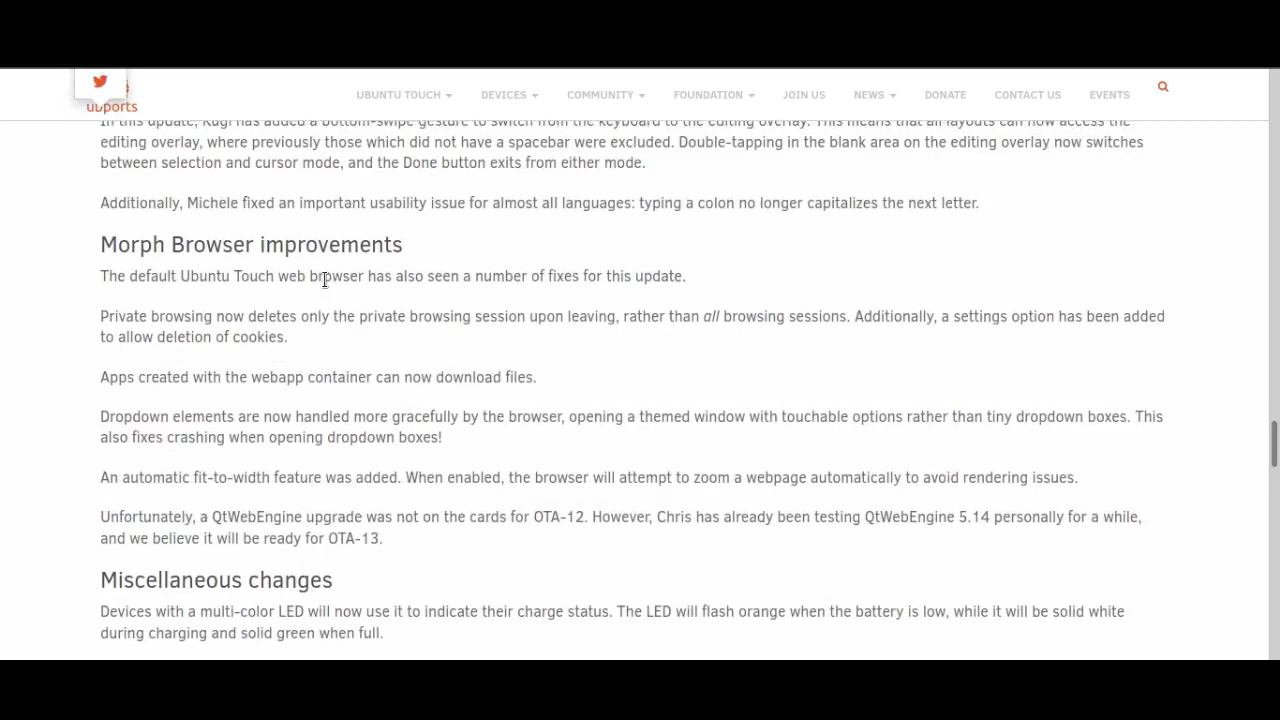 ubports
UBUNTU TOUCH DEVICES COMMUNITY FOUNDATION JOIN US NEWS DONATE CONTACT US EVENTS
In this update, Rugi has added a bottom-swipe gesture to switch from the keyboard to the editing overlay. This means that all layouts can now access the
editing overlay, where previously those which did not have a spacebar were excluded. Double-tapping in the blank area on the editing overlay now switches
between selection and cursor mode, and the Done button exits from either mode.
Additionally, Michele fixed an important usability issue for almost all languages: typing a colon no longer capitalizes the next letter.
Morph Browser improvements
The default Ubuntu Touch web browser has also seen a number of fixes for this update.
Private browsing now deletes only the private browsing session upon leaving, rather than all browsing sessions. Additionally, a settings option has been added
to allow deletion of cookies.
Apps created with the webapp container can now download files.
Dropdown elements are now handled more gracefully by the browser, opening a themed window with touchable options rather than tiny dropdown boxes. This
also fixes crashing when opening dropdown boxes!
An automatic fit-to-width feature was added. When enabled, the browser will attempt to zoom a webpage automatically to avoid rendering issues.
Unfortunately, a QtWebEngine upgrade was not on the cards for OTA-12. However, Chris has already been testing QtWebEngine 5.14 personally for a while,
and we believe it will be ready for OTA-13.
Miscellaneous changes
Devices with a multi-color LED will now use it to indicate their charge status. The LED will flash orange when the battery is low, while it will be solid white
during charging and solid green when full.